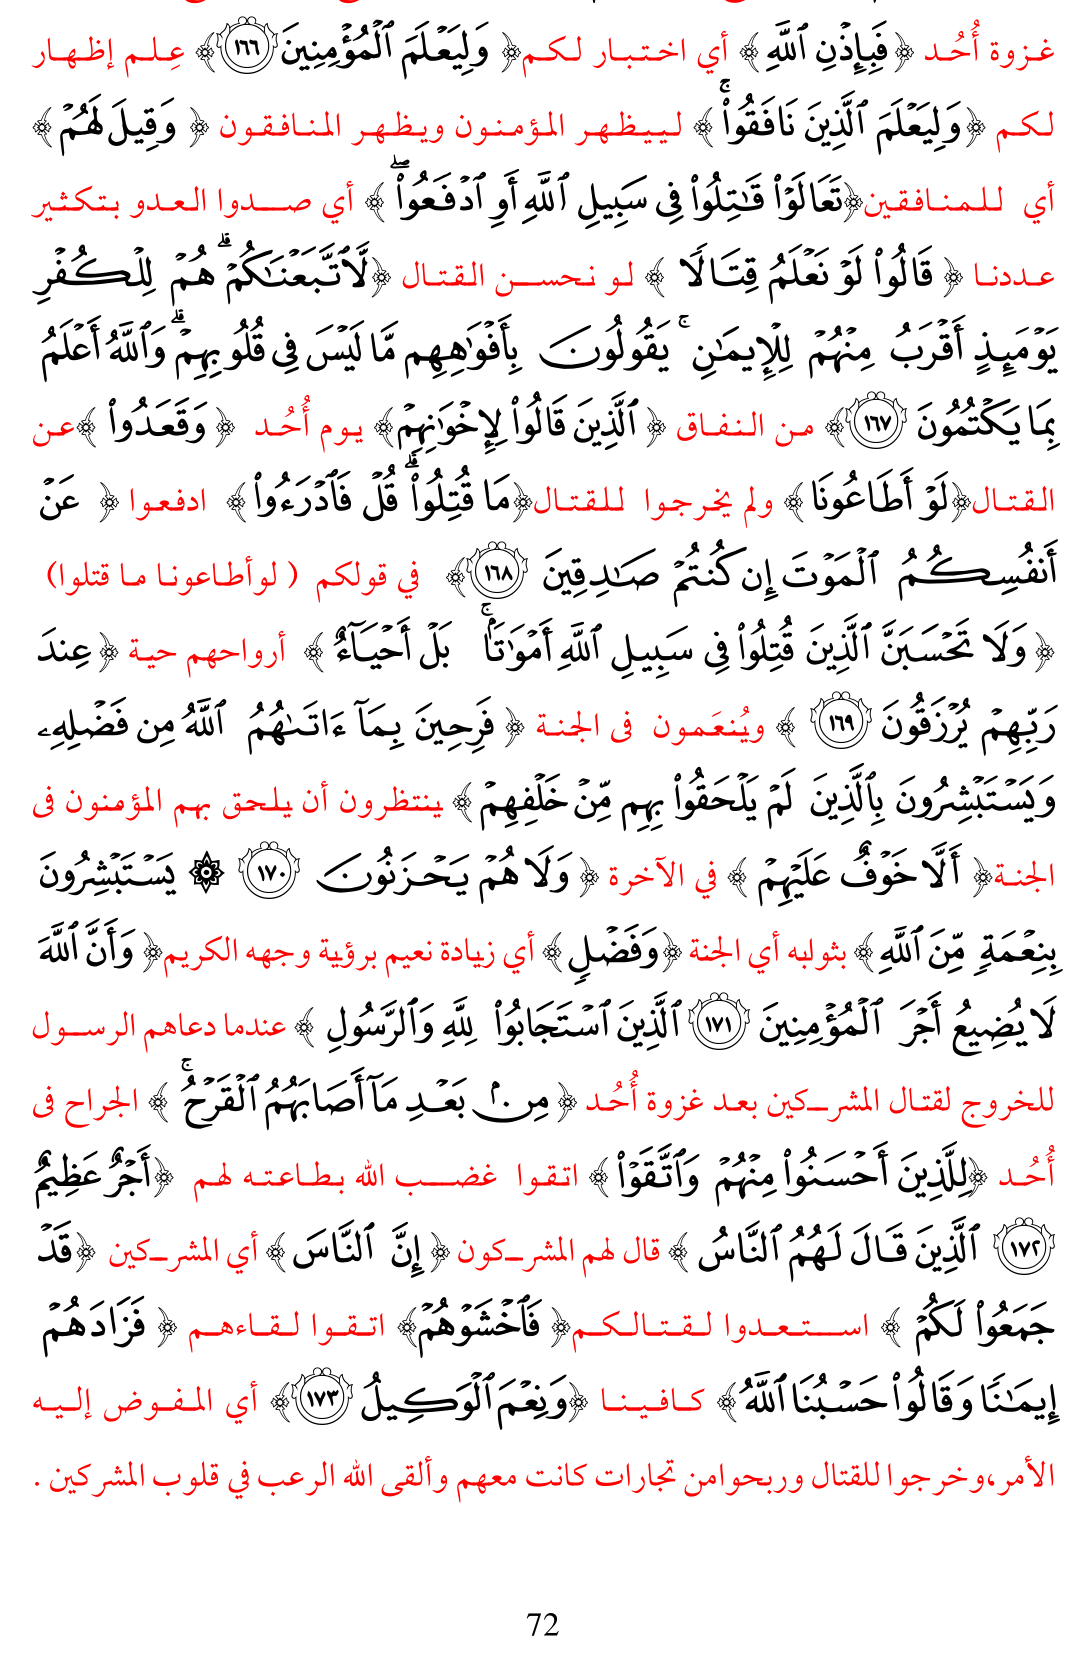 غزوة أُحُد ﴿ فَبِإِذْنِ ٱللَّهِ ﴾ أي اختبار لكم﴿ وَلِيَعْلَمَ ٱلْمُؤْمِنِينَ ١٦٦﴾ عِلم إظهار
لكم ﴿وَلِيَعْلَمَ ٱلَّذِينَ نَافَقُوا۟ۚ ﴾ لييظهر المؤمنون ويظهر المنافقون ﴿ وَقِيلَ لَهُمْ ﴾
أي للمنافقين﴿تَعَالَوْا۟ قَٰتِلُوا۟ فِى سَبِيلِ ٱللَّهِ أَوِ ٱدْفَعُوا۟ۖ ﴾ أي صدوا العدو بتكثير
عددنا ﴿ قَالُوا۟ لَوْ نَعْلَمُ قِتَالًا ﴾ لو نحسن القتال ﴿لَّٱتَّبَعْنَٰكُمْۗ هُمْ لِلْكُفْرِ
يَوْمَئِذٍ أَقْرَبُ مِنْهُمْ لِلْإِيمَٰنِۚ يَقُولُونَ بِأَفْوَٰهِهِم مَّا لَيْسَ فِى قُلُوبِهِمْۗ وَٱللَّهُ أَعْلَمُ
بِمَا يَكْتُمُونَ ١٦٧﴾ من النفاق ﴿ ٱلَّذِينَ قَالُوا۟ لِإِخْوَٰنِهِمْ﴾ يوم أُحُد ﴿ وَقَعَدُوا۟ ﴾عن
القتال﴿لَوْ أَطَاعُونَا ﴾ ولم يخرجوا للقتال﴿مَا قُتِلُوا۟ۗ قُلْ فَٱدْرَءُوا۟ ﴾ ادفعوا ﴿ عَنْ
أَنفُسِكُمُ ٱلْمَوْتَ إِن كُنتُمْ صَٰدِقِينَ ١٦٨﴾ في قولكم ( لوأطاعونا ما قتلوا)
﴿ وَلَا تَحْسَبَنَّ ٱلَّذِينَ قُتِلُوا۟ فِى سَبِيلِ ٱللَّهِ أَمْوَٰتًۢاۚ بَلْ أَحْيَآءٌ ﴾ أرواحهم حية ﴿عِندَ
رَبِّهِمْ يُرْزَقُونَ ١٦٩ ﴾ ويُنعَمون فى الجنة ﴿ فَرِحِينَ بِمَآ ءَاتَىٰهُمُ ٱللَّهُ مِن فَضْلِهِۦ
وَيَسْتَبْشِرُونَ بِٱلَّذِينَ لَمْ يَلْحَقُوا۟ بِهِم مِّنْ خَلْفِهِمْ ﴾ ينتظرون أن يلحق بهم المؤمنون فى
الجنة﴿ أَلَّا خَوْفٌ عَلَيْهِمْ ﴾ في الآخرة ﴿ وَلَا هُمْ يَحْزَنُونَ ١٧٠ ۞ يَسْتَبْشِرُونَ
بِنِعْمَةٍ مِّنَ ٱللَّهِ ﴾ بثوابه أي الجنة ﴿وَفَضْلٍ﴾ أي زيادة نعيم برؤية وجهه الكريم﴿ وَأَنَّ ٱللَّهَ
لَا يُضِيعُ أَجْرَ ٱلْمُؤْمِنِينَ ١٧١ ٱلَّذِينَ ٱسْتَجَابُوا۟ لِلَّهِ وَٱلرَّسُولِ ﴾ عندما دعاهم الرسول
للخروج لقتال المشركين بعد غزوة أُحُد ﴿ مِنۢ بَعْدِ مَآ أَصَابَهُمُ ٱلْقَرْحُۚ ﴾ الجراح فى
أُحُد ﴿لِلَّذِينَ أَحْسَنُوا۟ مِنْهُمْ وَٱتَّقَوْا۟ ﴾ اتقوا غضب الله بطاعته لهم ﴿أَجْرٌ عَظِيمٌ
١٧٢ ٱلَّذِينَ قَالَ لَهُمُ ٱلنَّاسُ ﴾ قال لهم المشركون ﴿ إِنَّ ٱلنَّاسَ ﴾ أي المشركين ﴿قَدْ
جَمَعُوا۟ لَكُمْ ﴾ استعدوا لقتالكم﴿ فَٱخْشَوْهُمْ﴾ اتقوا لقاءهم ﴿ فَزَادَهُمْ
إِيمَٰنًا وَقَالُوا۟ حَسْبُنَا ٱللَّهُ ﴾ كافينا ﴿وَنِعْمَ ٱلْوَكِيلُ ١٧٣﴾ أي المفوض إليه
الأمر،وخرجوا للقتال وربحوامن تجارات كانت معهم وألقى الله الرعب في قلوب المشركين .
72